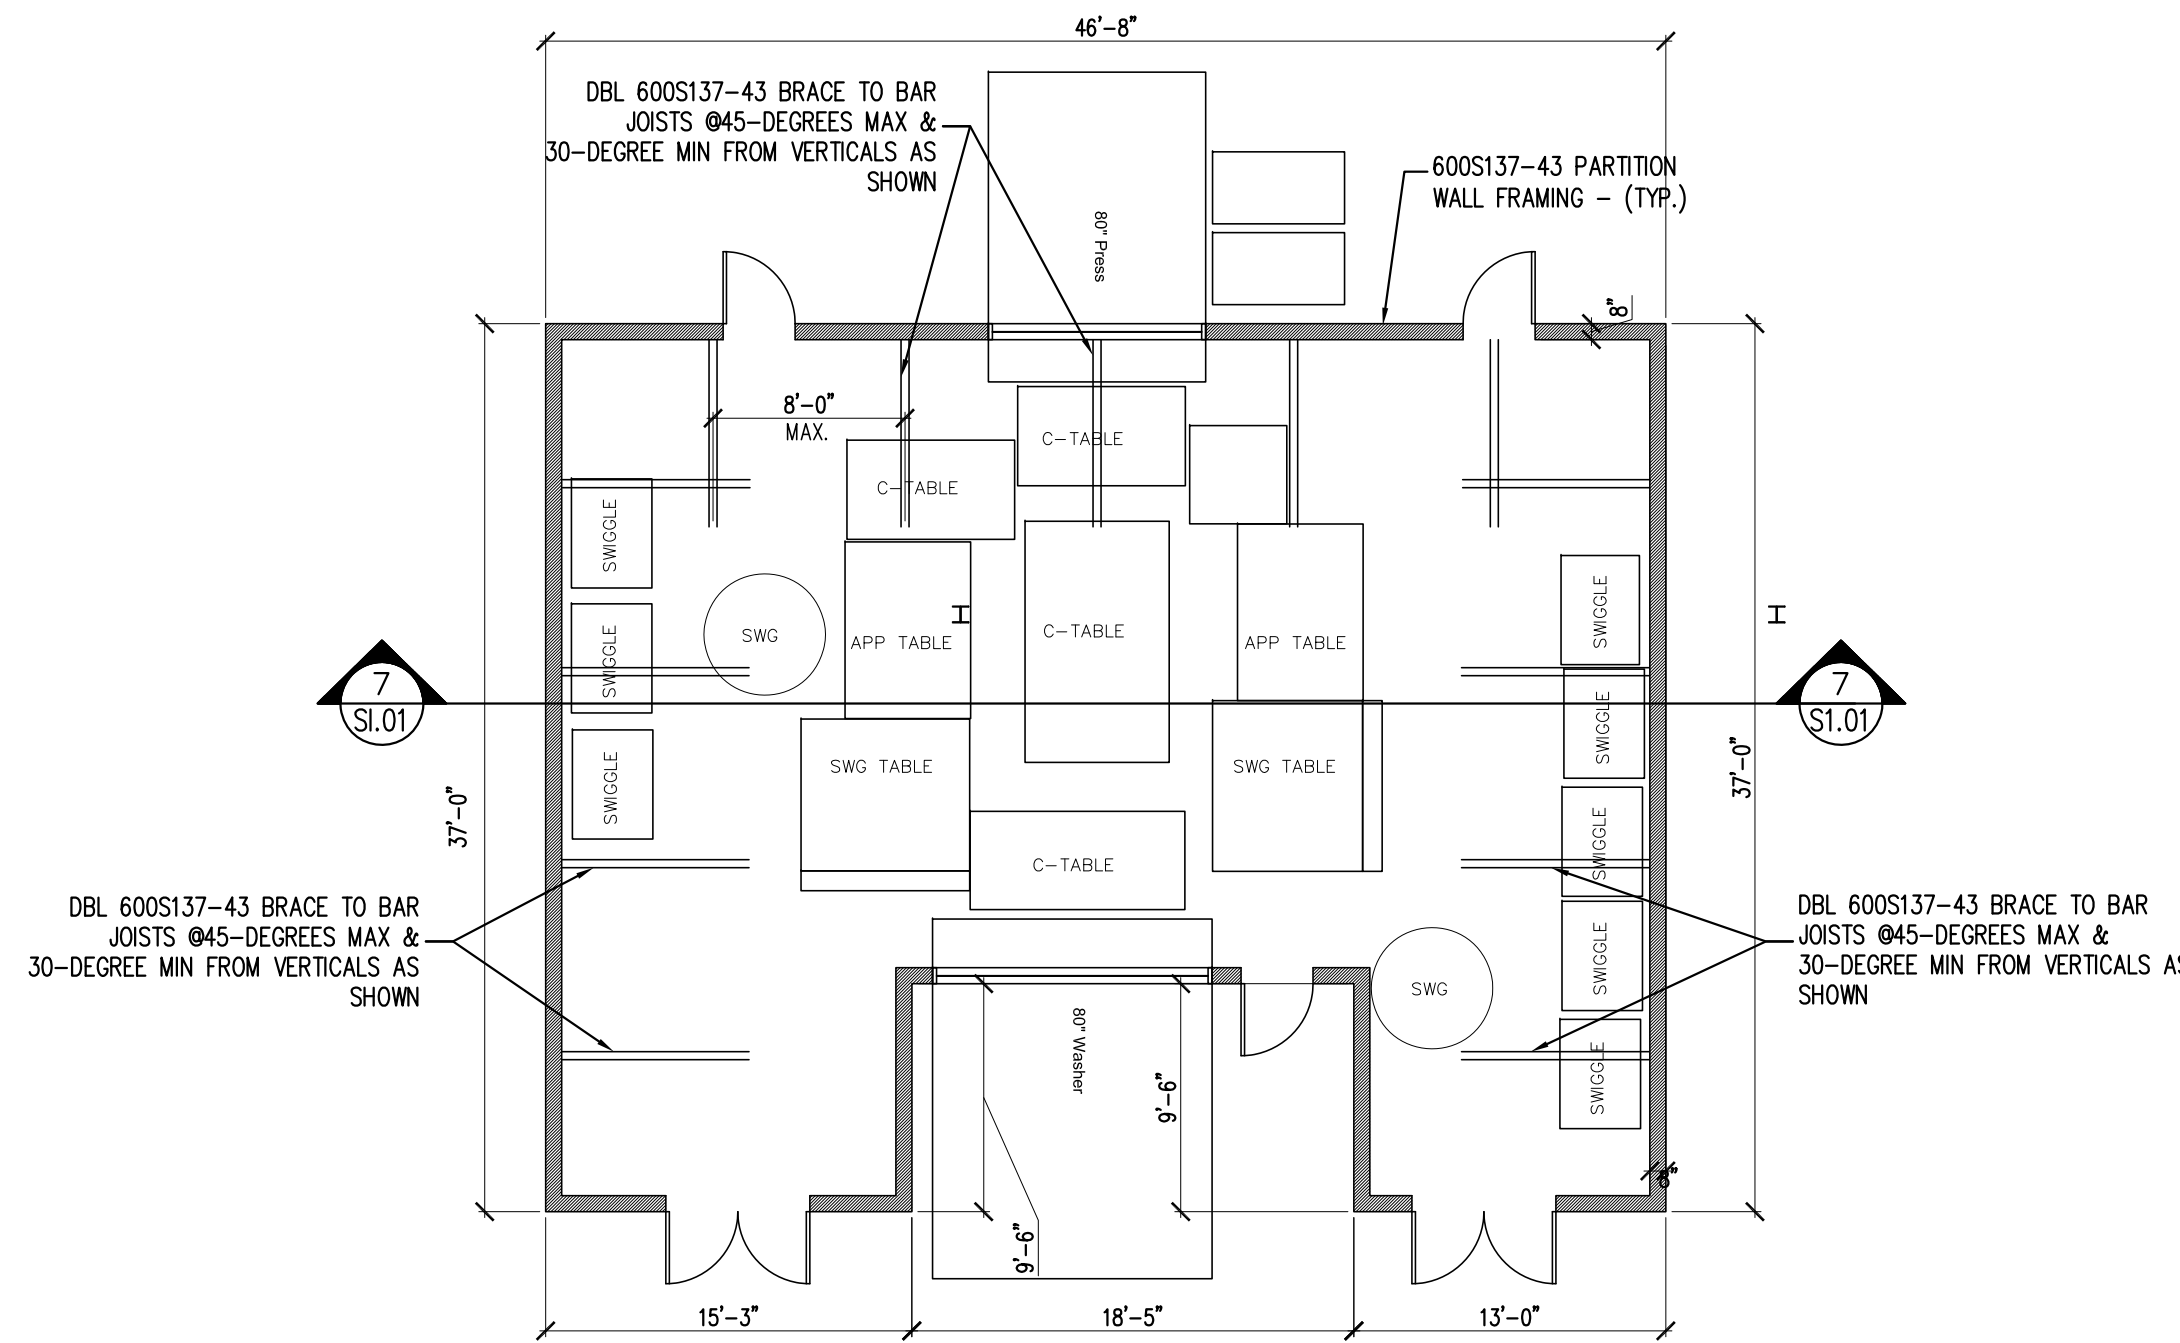 46'-8"
DBL 600S137-43 BRACE TO BAR
JOISTS @45-DEGREES MAX &
30-DEGREE MIN FROM VERTICALS AS
SHOWN
80" Press
600S137-43 PARTITION
WALL FRAMING - (TYP.)
8"
8'-0"
MAX.
C-TABLE
C-TABLE
SWIGGLE
SWIGGLE
SWIGGLE
SWG
APP TABLE
H
C-TABLE
APP TABLE
SWIGGLE
H
7
SI.01
SWIGGLE
7
S1.01
37'-0"
SWG TABLE
SWG TABLE
37'-0"
SWIGGLE
C-TABLE
DBL 600S137-43 BRACE TO BAR
JOISTS @45-DEGREES MAX &
30-DEGREE MIN FROM VERTICALS AS
SHOWN
SWIGGLE
DBL 600S137-43 BRACE TO BAR
JOISTS @45-DEGREES MAX &
30-DEGREE MIN FROM VERTICALS AS
SHOWN
SWG
80" Washer
9'-6"
SWIGGLE
8"
9'-6"
15'-3"
18'-5"
13'-0"